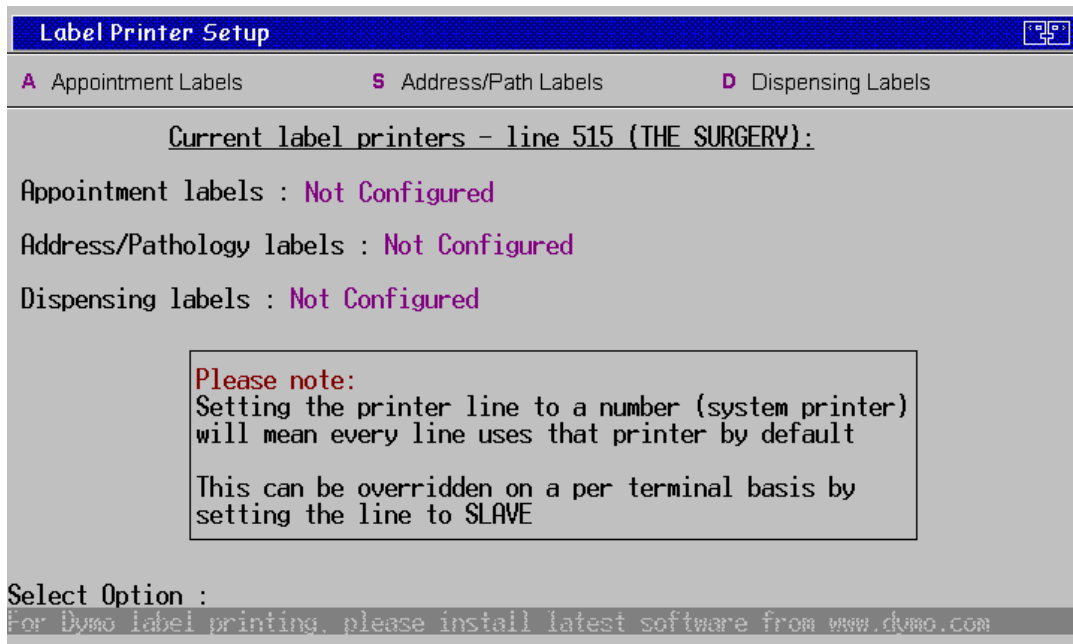 Label Printer Setup
A Appointment Labels S Address/Path Labels D Dispensing Labels
Current label printers – line 515 (THE SURGERY):
Appointment labels : Not Configured
Address/Pathology labels : Not Configured
Dispensing labels : Not Configured
Please note:
Setting the printer line to a number (system printer)
will mean every line uses that printer by default
This can be overridden on a per terminal basis by
setting the line to SLAVE
Select Option :
For Dymo label printing, please install latest software from www.dymo.com